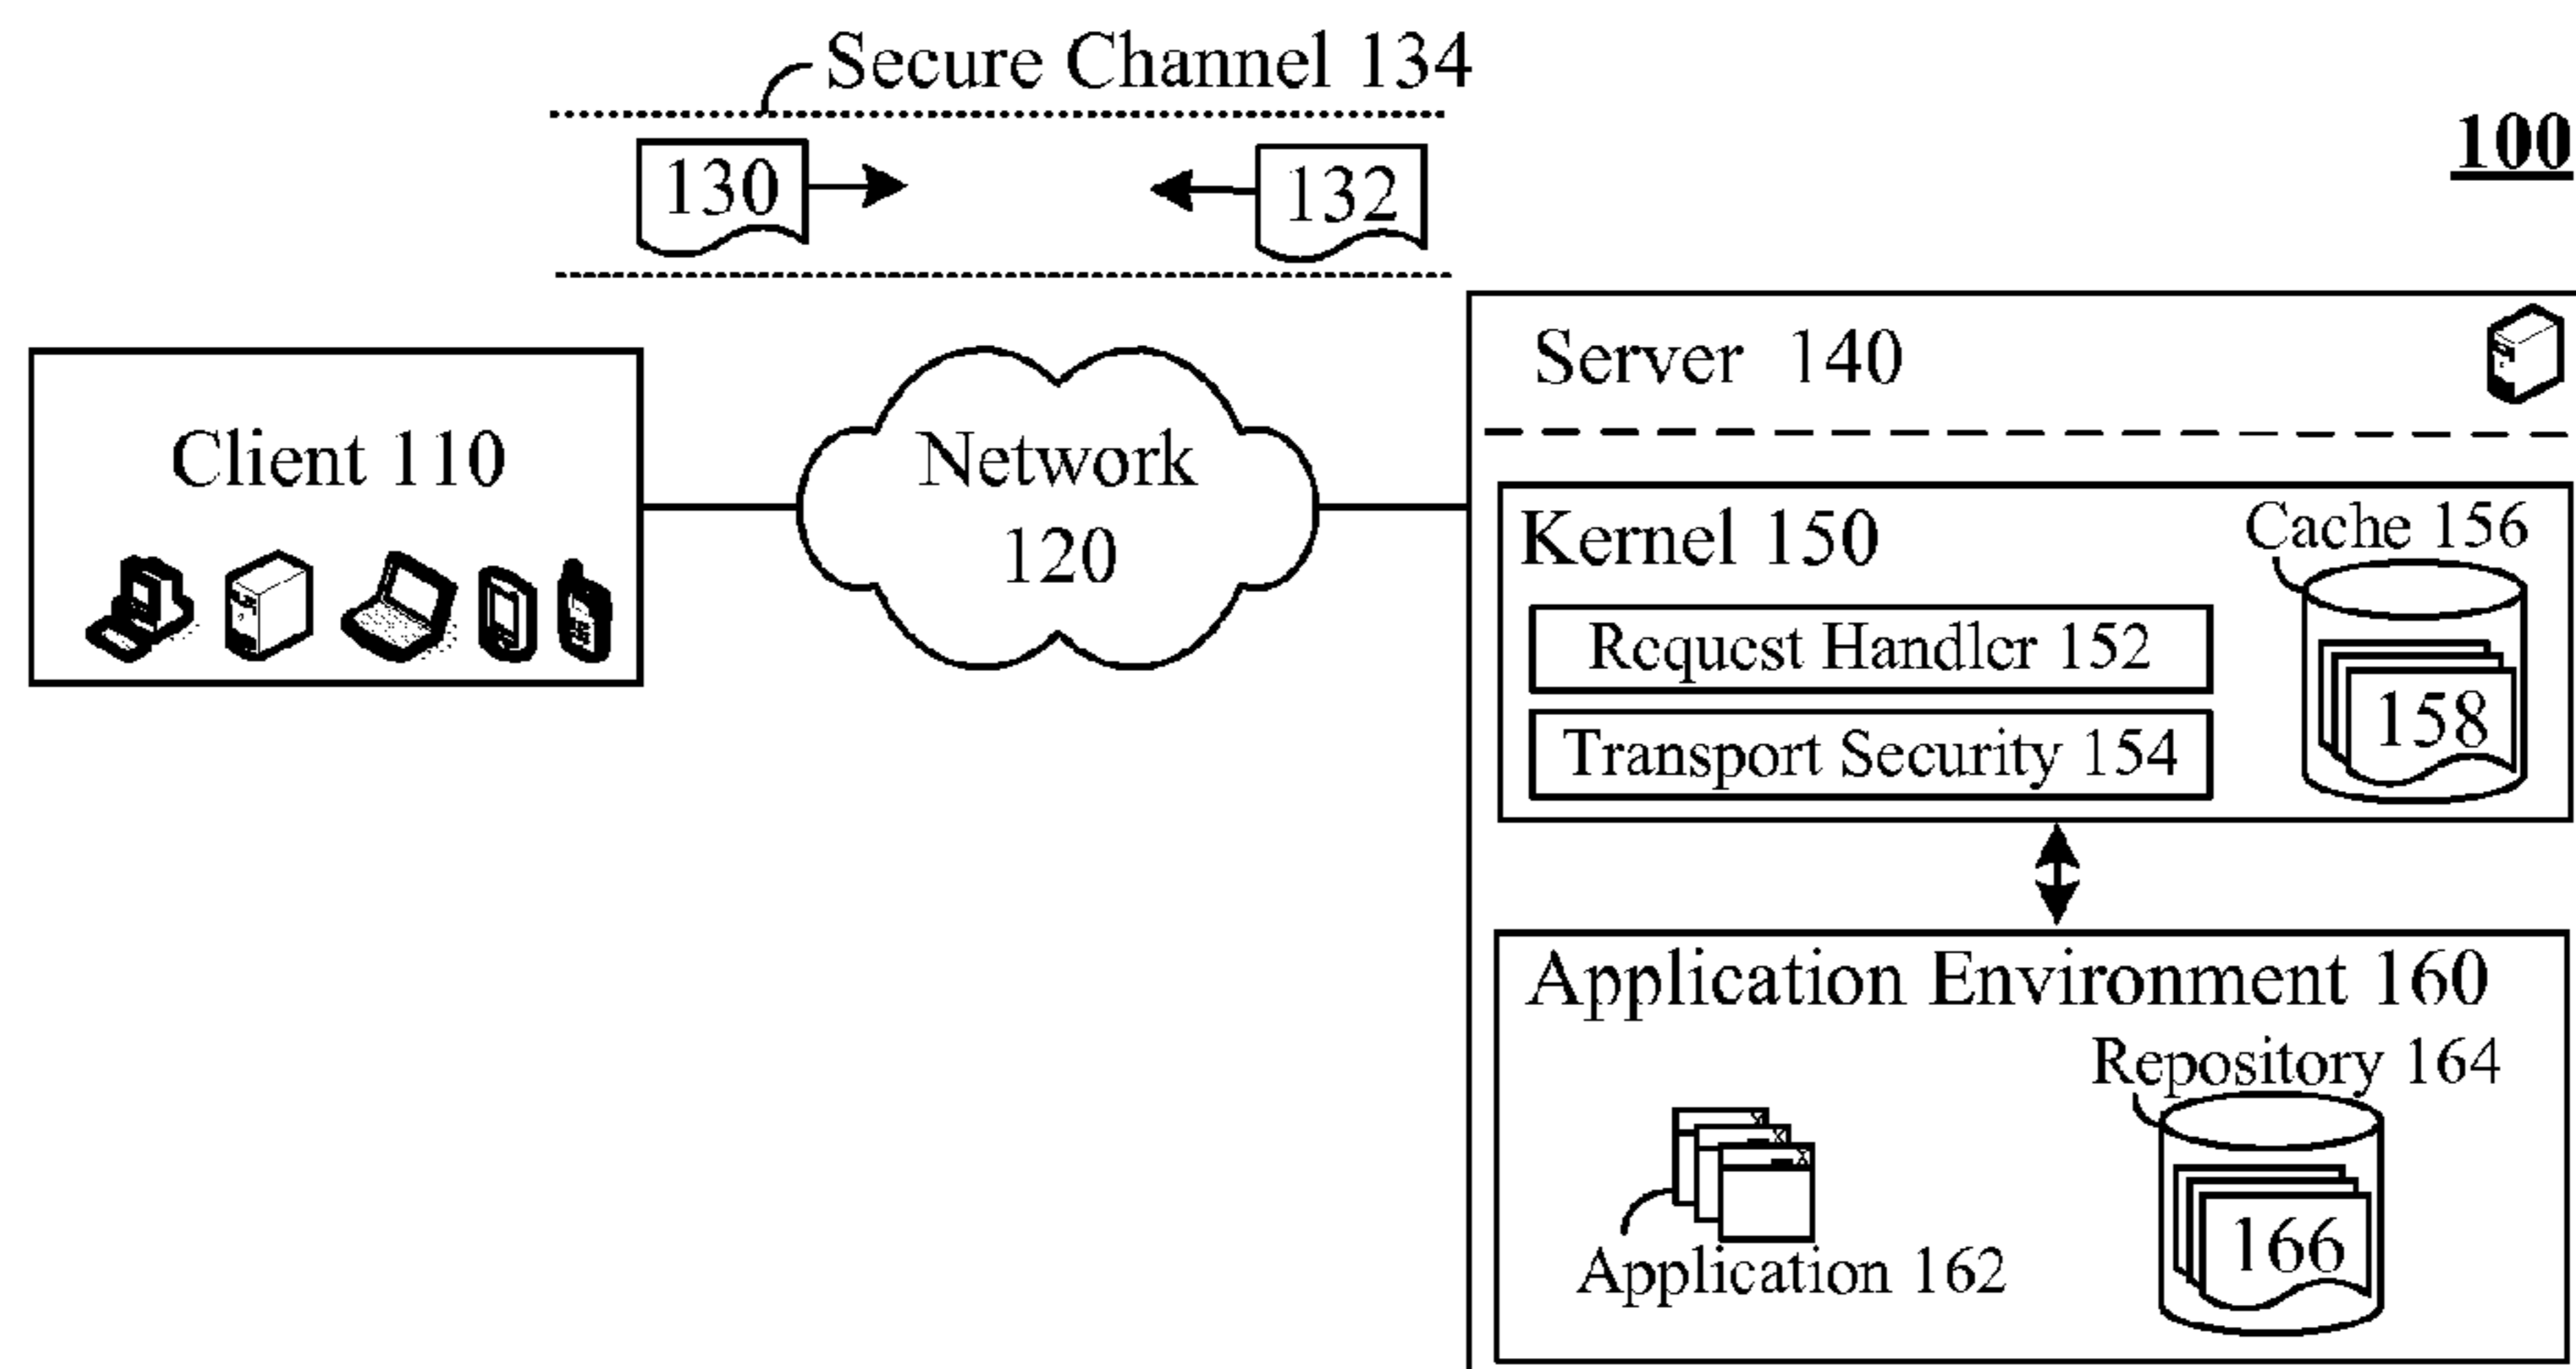 Secure Channel 134
100
130
132
Server 140
Client 110
Network
120
Kernel 150
Cache 156
Request Handler 152
158
Transport Security 154
Application Environment 160
Repository 164
166
Application 162